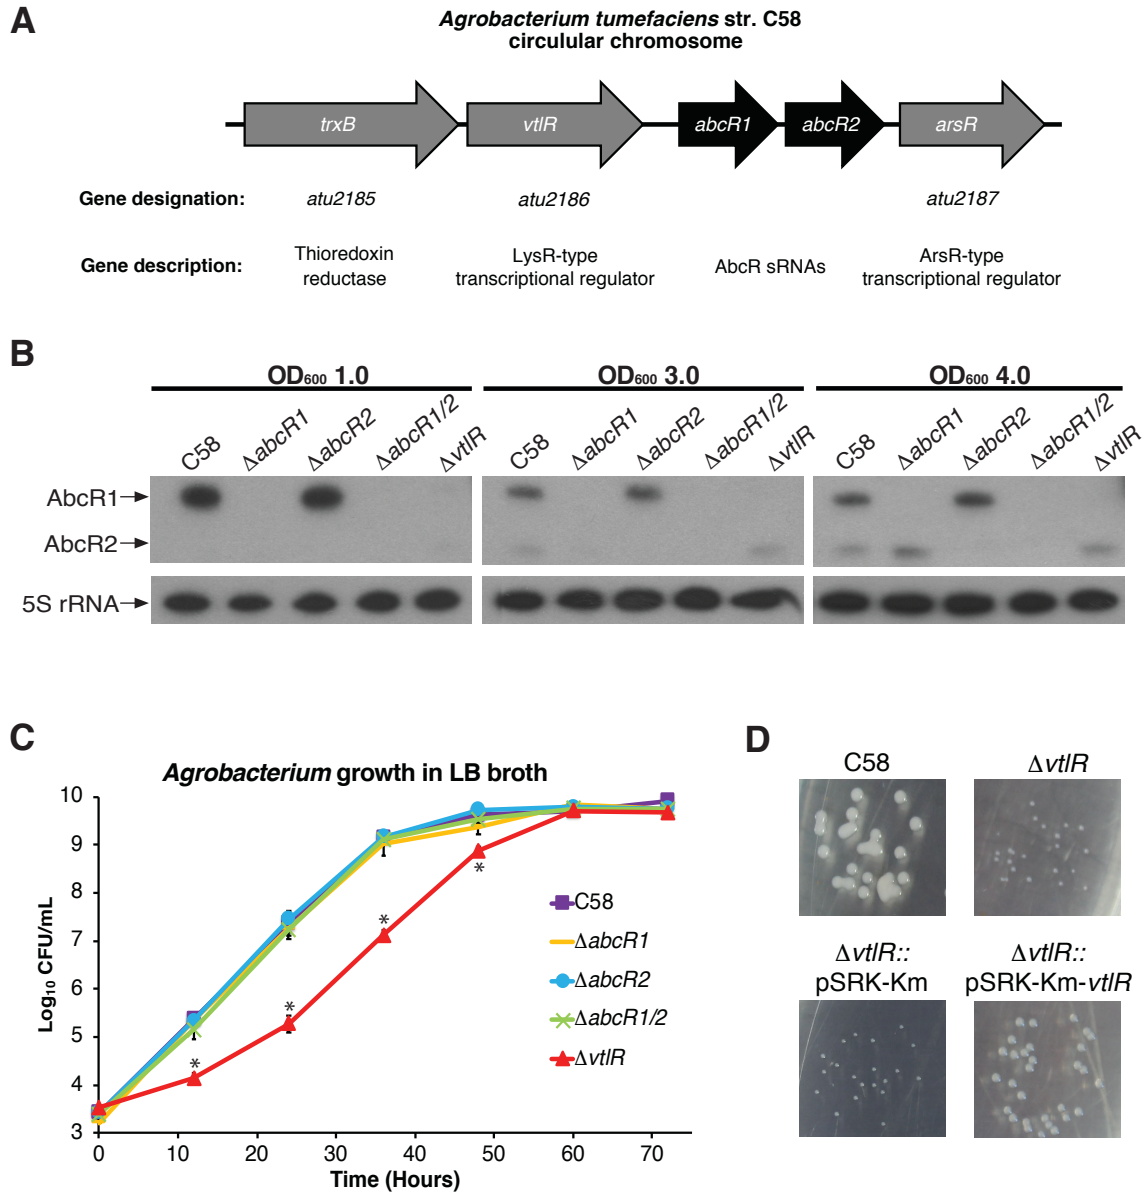 A
Agrobacterium tumefaciens str. C58
circulular chromosome
trxB
vtlR
abcR1
abcR2
arsR
Gene designation:
atu2185
atu2186
atu2187
Gene description:
Thioredoxin
reductase
LysR-type
transcriptional regulator
AbcR sRNAs
ArsR-type
transcriptional regulator
B
OD600 1.0
OD600 3.0
OD600 4.0
C58
ΔabcR1
ΔabcR2
ΔabcR1/2
ΔvtlR
C58
ΔabcR1
ΔabcR2
ΔabcR1/2
ΔvtlR
C58
ΔabcR1
ΔabcR2
ΔabcR1/2
ΔvtlR
AbcR1
AbcR2
5S rRNA
C
Agrobacterium growth in LB broth
10
9
8
7
6
5
4
3
Log10 CFU/mL
0
10
20
30
40
50
60
70
Time (Hours)
*
*
*
*
C58
ΔabcR1
ΔabcR2
ΔabcR1/2
ΔvtlR
D
C58
ΔvtlR
ΔvtlR::
pSRK-Km
ΔvtlR::
pSRK-Km-vtlR